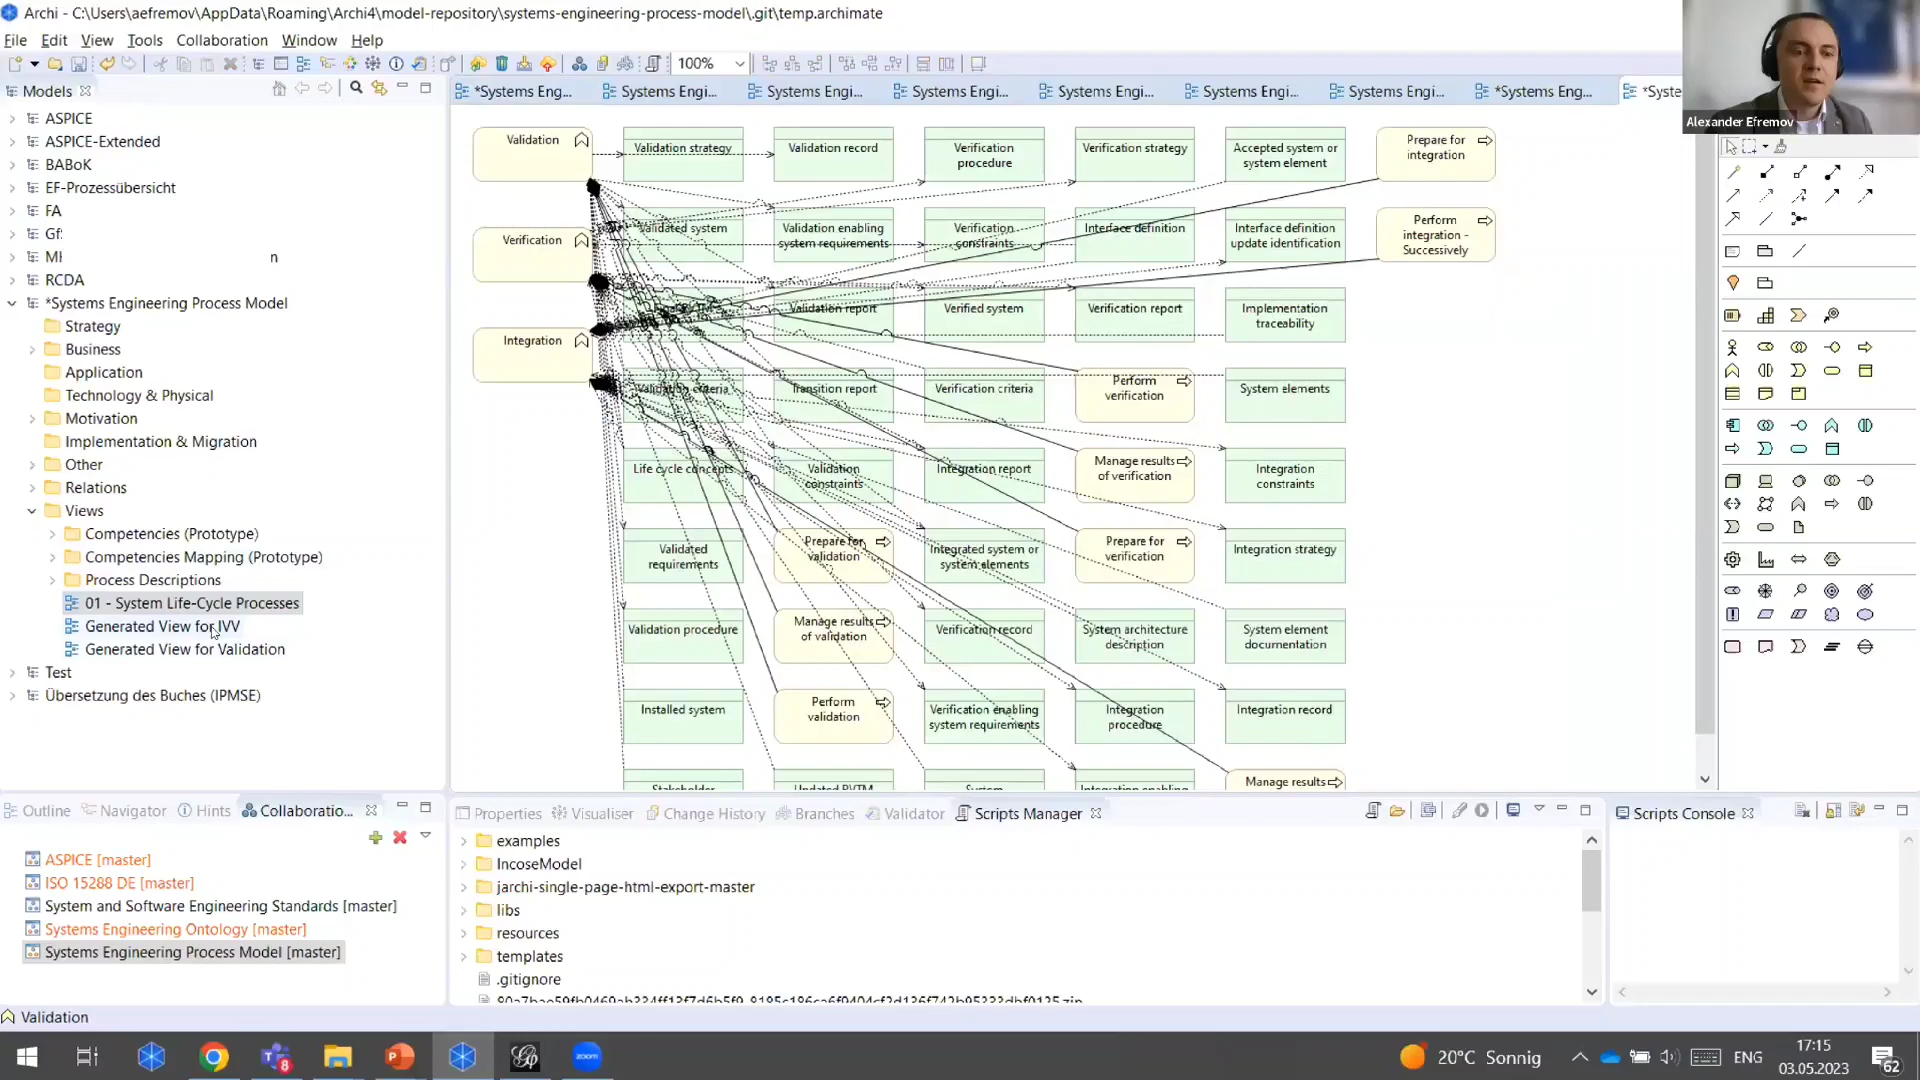 Archi - C:\Users\aefremov\AppData\Roaming\Archi4\model-repository\systems-engineering-process-model\.git\temp.archimate
File Edit View Tools Collaboration Window Help
100%
Models
ASPICE
ASPICE-Extended
BABoK
EF-Prozessübersicht
FA
RCDA
*Systems Engineering Process Model
Strategy
Business
Application
Technology & Physical
Motivation
Implementation & Migration
Other
Relations
Views
Competencies (Prototype)
Competencies Mapping (Prototype)
Process Descriptions
01 - System Life-Cycle Processes
Generated View for IVV
Generated View for Validation
Test
Übersetzung des Buches (IPMSE)
*Systems Eng...
Systems Engi...
Systems Engi...
Systems Engi...
Systems Engi...
Systems Engi...
Systems Engi...
*Systems Eng...
*Syste
Alexander Efremov
Validation
Validation strategy
Validation record
Verification
procedure
Verification strategy
Accepted system or
system element
Prepare for
integration
Verification
Validated system
Validation enabling
system requirements
Verification
constraints
Interface definition
Interface definition
update identification
Perform
integration -
Successively
Validation report
Verified system
Verification report
Implementation
traceability
Integration
Validation criteria
Transition report
Verification criteria
Perform
verification
System elements
Life cycle concepts
Validation
constraints
Integration report
Manage results
of verification
Integration
constraints
Validated
requirements
Prepare for
validation
Integrated system or
system elements
Prepare for
verification
Integration strategy
Validation procedure
Manage results
of validation
Verification record
System architecture
description
System element
documentation
Installed system
Perform
validation
Verification enabling
system requirements
Integration
procedure
Integration record
Stakeholder
Updated RVTM
System
Integration enabling
Manage results
Outline Navigator Hints Collaboratio...
ASPICE [master]
ISO 15288 DE [master]
System and Software Engineering Standards [master]
Systems Engineering Ontology [master]
Systems Engineering Process Model [master]
Properties Visualiser Change History Branches Validator Scripts Manager
examples
IncoseModel
jarchi-single-page-html-export-master
libs
resources
templates
.gitignore
Scripts Console
Validation
8
zoom
20°C Sonnig
ENG
17:15
03.05.2023
62